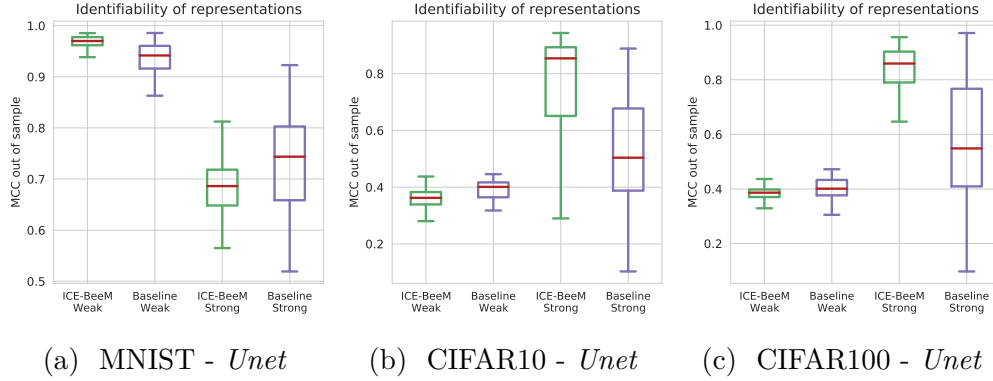 Identifiability of representations
MCC out of sample
1.0
0.9
0.8
0.7
0.6
0.5
ICE-BeeM Weak
Baseline Weak
ICE-BeeM Strong
Baseline Strong
(a) MNIST - Unet
Identifiability of representations
MCC out of sample
0.8
0.6
0.4
0.2
ICE-BeeM Weak
Baseline Weak
ICE-BeeM Strong
Baseline Strong
(b) CIFAR10 - Unet
Identifiability of representations
MCC out of sample
1.0
0.8
0.6
0.4
0.2
ICE-BeeM Weak
Baseline Weak
ICE-BeeM Strong
Baseline Strong
(c) CIFAR100 - Unet